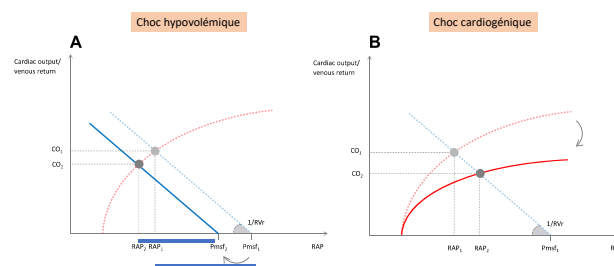 Choc hypovolémique
Choc cardiogénique
A
Cardiac output/
venous return
CO1
CO2
1/RVr
RAP2 RAP1
Pmsf2
Pmsf1
RAP
B
Cardiac output/
venous return
CO1
CO2
1/RVr
RAP1
RAP2
Pmsf1
R